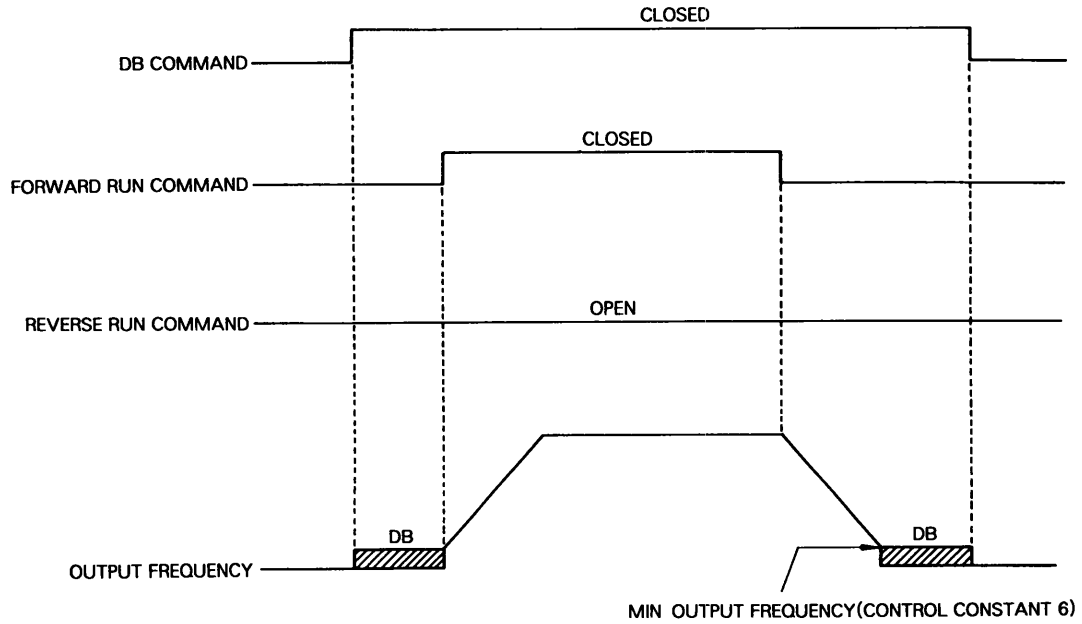 CLOSED
DB COMMAND
CLOSED
FORWARD RUN COMMAND
OPEN
REVERSE RUN COMMAND
DB
DB
OUTPUT FREQUENCY
MIN OUTPUT FREQUENCY(CONTROL CONSTANT 6)